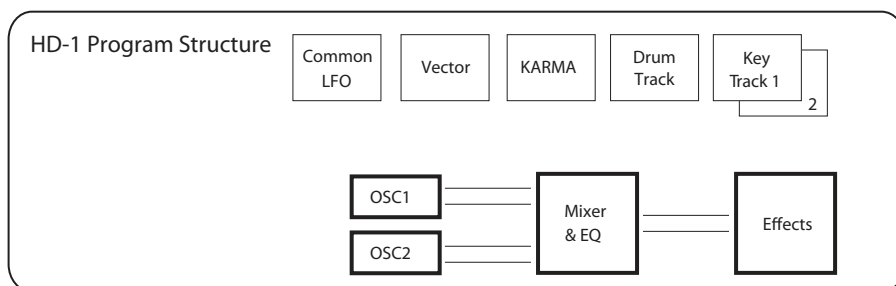 HD-1 Program Structure
Common
LFO
Vector
KARMA
Drum
Track
Key
Track 1
2
OSC1
OSC2
Mixer
& EQ
Effects